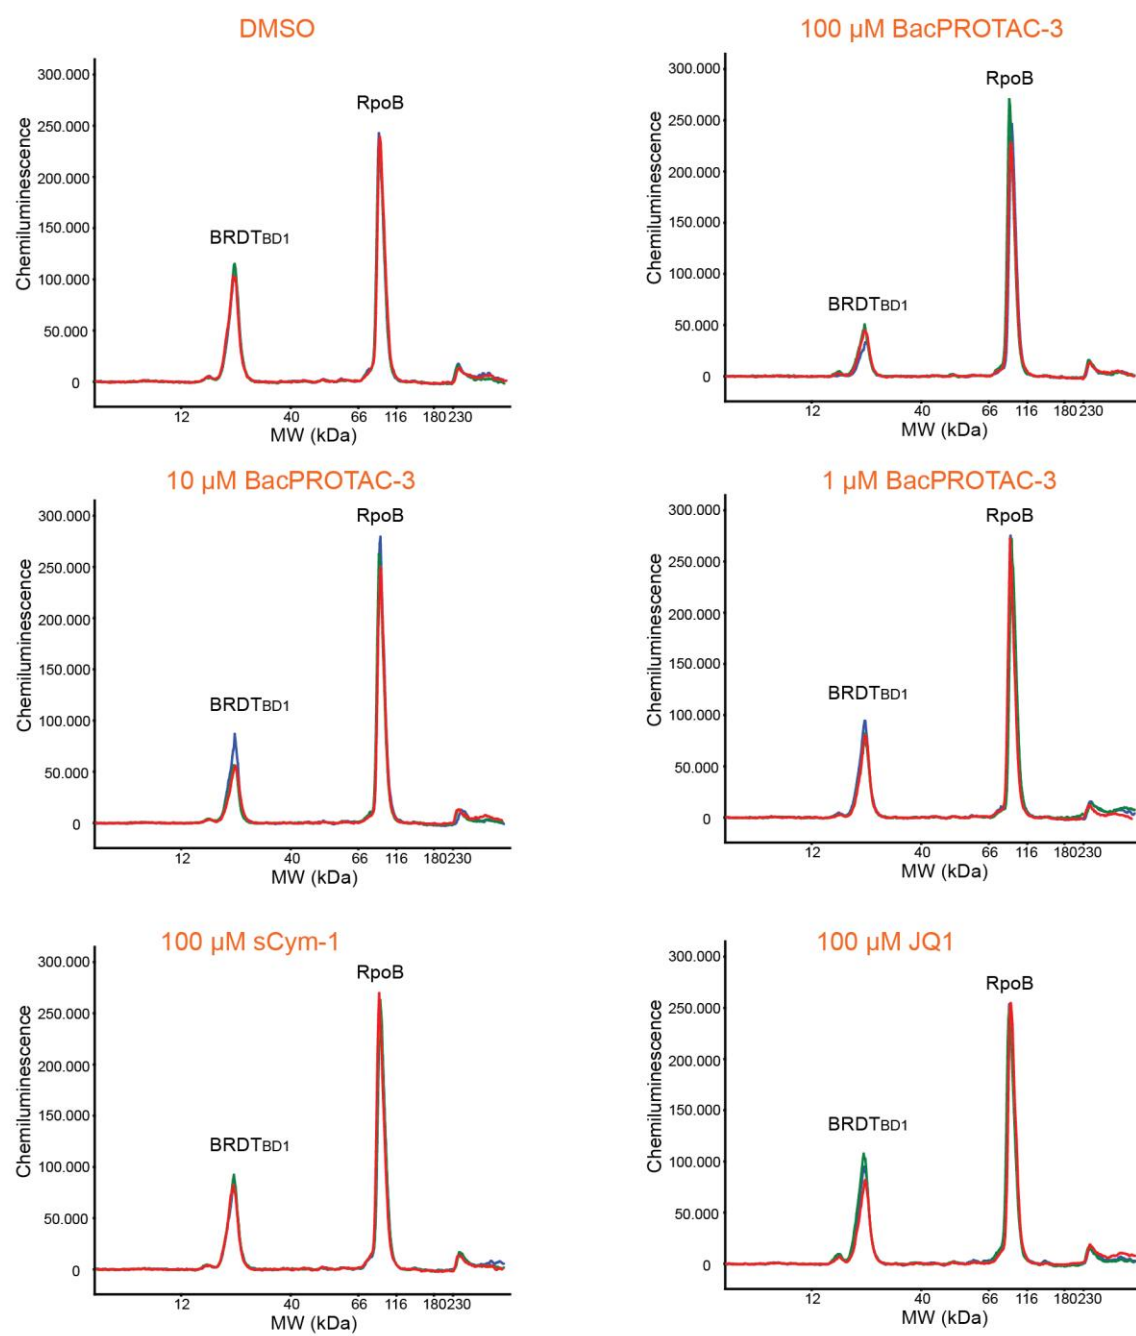 DMSO
300.000
250.000
200.000
150.000
100.000
50.000
0
Chemiluminescence
BRDTBD1
RpoB
12 40 66 116 180 230
MW (kDa)
100 µM BacPROTAC-3
300.000
250.000
200.000
150.000
100.000
50.000
0
Chemiluminescence
BRDTBD1
RpoB
12 40 66 116 180 230
MW (kDa)
10 µM BacPROTAC-3
300.000
250.000
200.000
150.000
100.000
50.000
0
Chemiluminescence
BRDTBD1
RpoB
12 40 66 116 180 230
MW (kDa)
1 µM BacPROTAC-3
300.000
250.000
200.000
150.000
100.000
50.000
0
Chemiluminescence
BRDTBD1
RpoB
12 40 66 116 180 230
MW (kDa)
100 µM sCym-1
300.000
250.000
200.000
150.000
100.000
50.000
0
Chemiluminescence
BRDTBD1
RpoB
12 40 66 116 180 230
MW (kDa)
100 µM JQ1
300.000
250.000
200.000
150.000
100.000
50.000
0
Chemiluminescence
BRDTBD1
RpoB
12 40 66 116 180 230
MW (kDa)